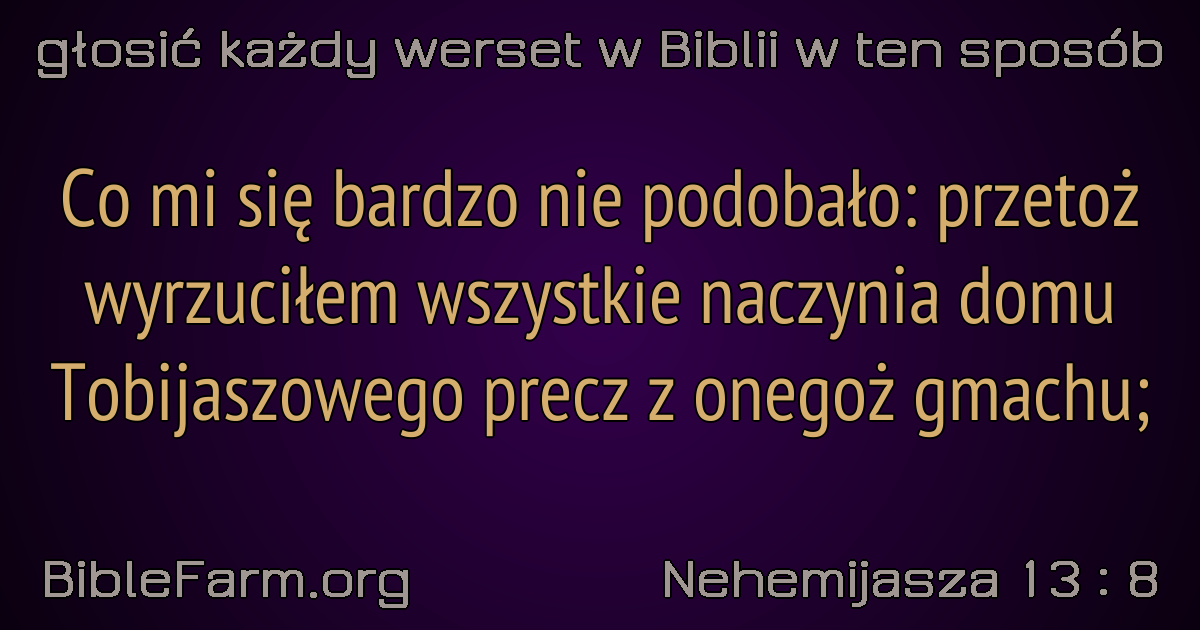 głosić każdy werset w Biblii w ten sposób
Co mi się bardzo nie podobało: przetoż
wyrzuciłem wszystkie naczynia domu
Tobijaszowego precz z onegoż gmachu;
BibleFarm.org
Nehemijasza 13 : 8